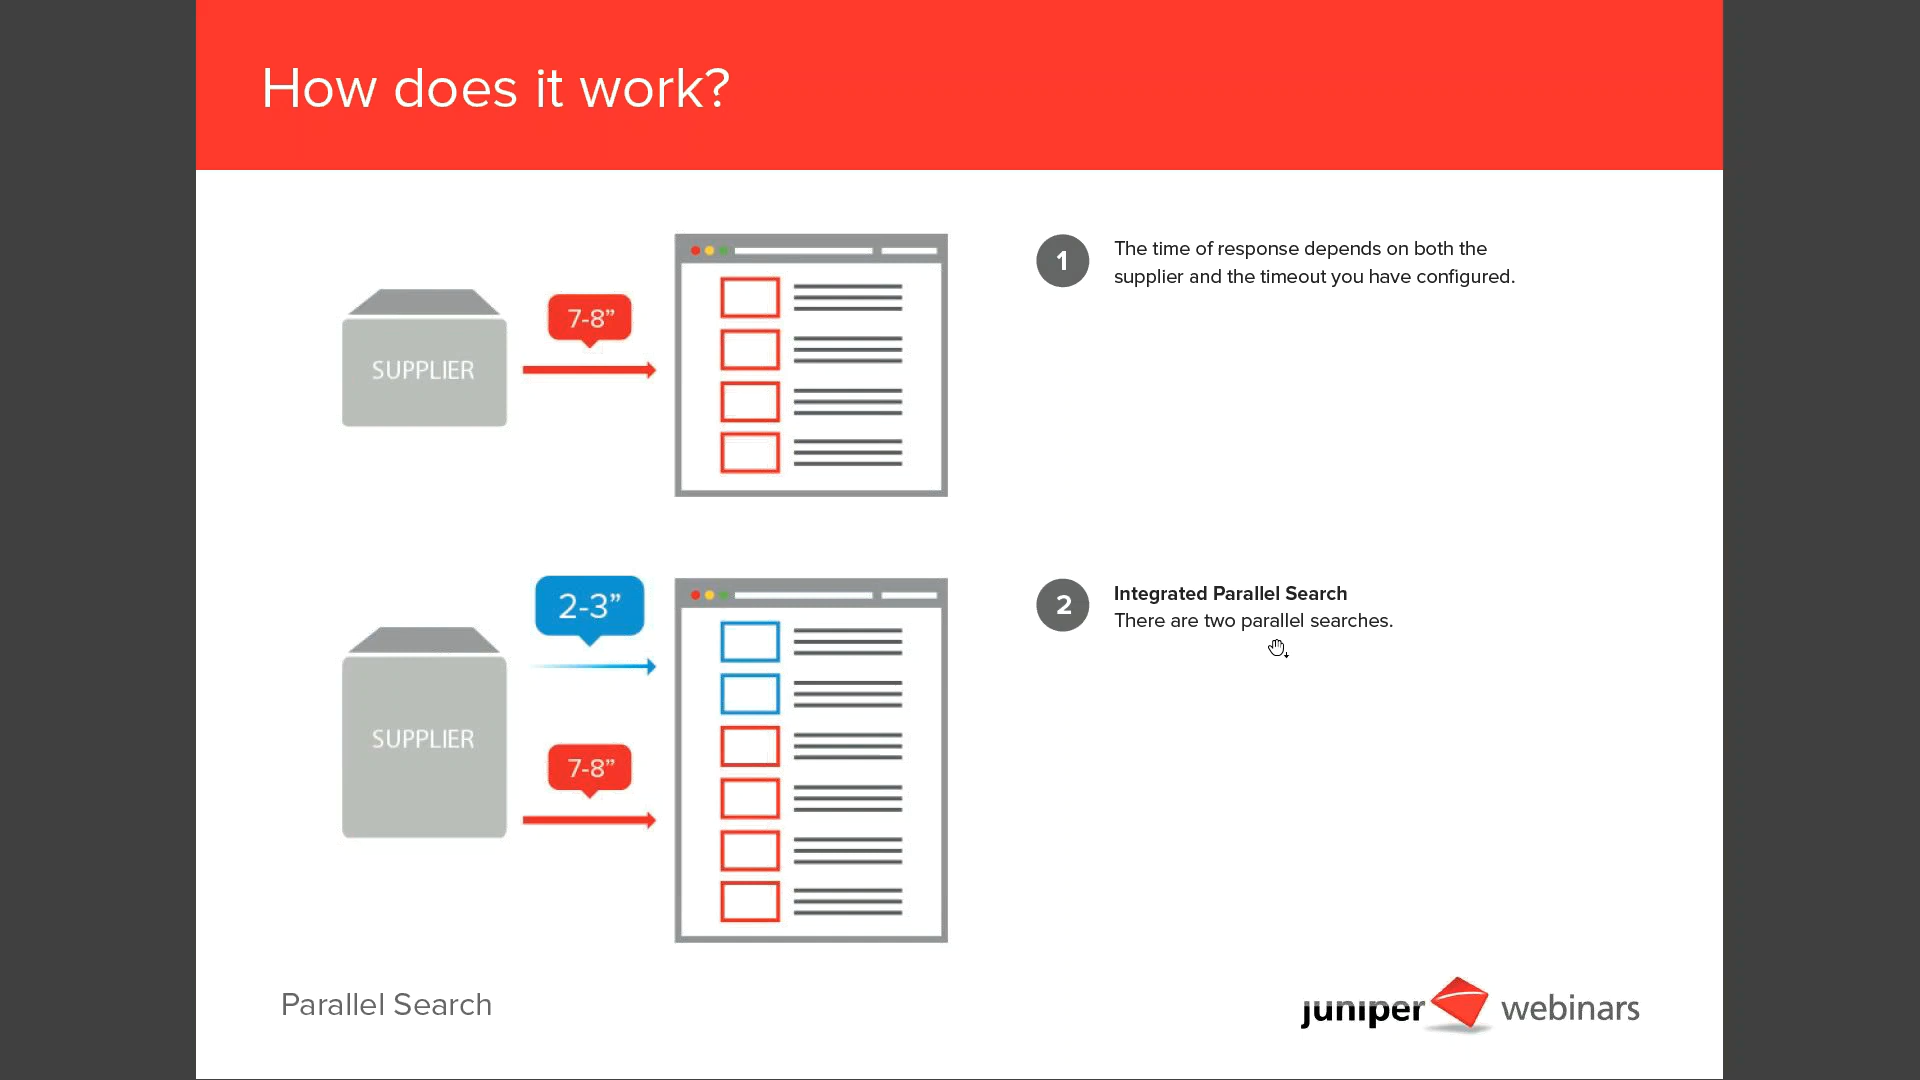 How does it work?
SUPPLIER
7-8”
1
The time of response depends on both the
supplier and the timeout you have configured.
SUPPLIER
2-3”
7-8”
2
Integrated Parallel Search
There are two parallel searches.
Parallel Search
juniper webinars